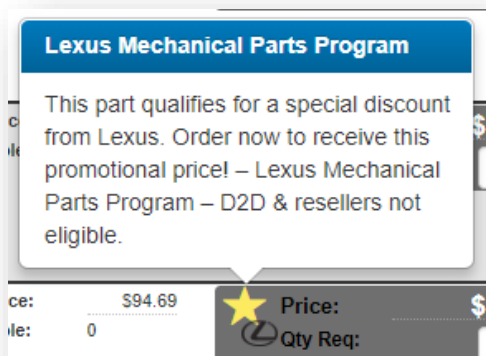 Lexus Mechanical Parts Program
This part qualifies for a special discount
from Lexus. Order now to receive this
promotional price! – Lexus Mechanical
Parts Program – D2D & resellers not
eligible.
$
ce: $94.69 Price: $
le: 0 Qty Req: